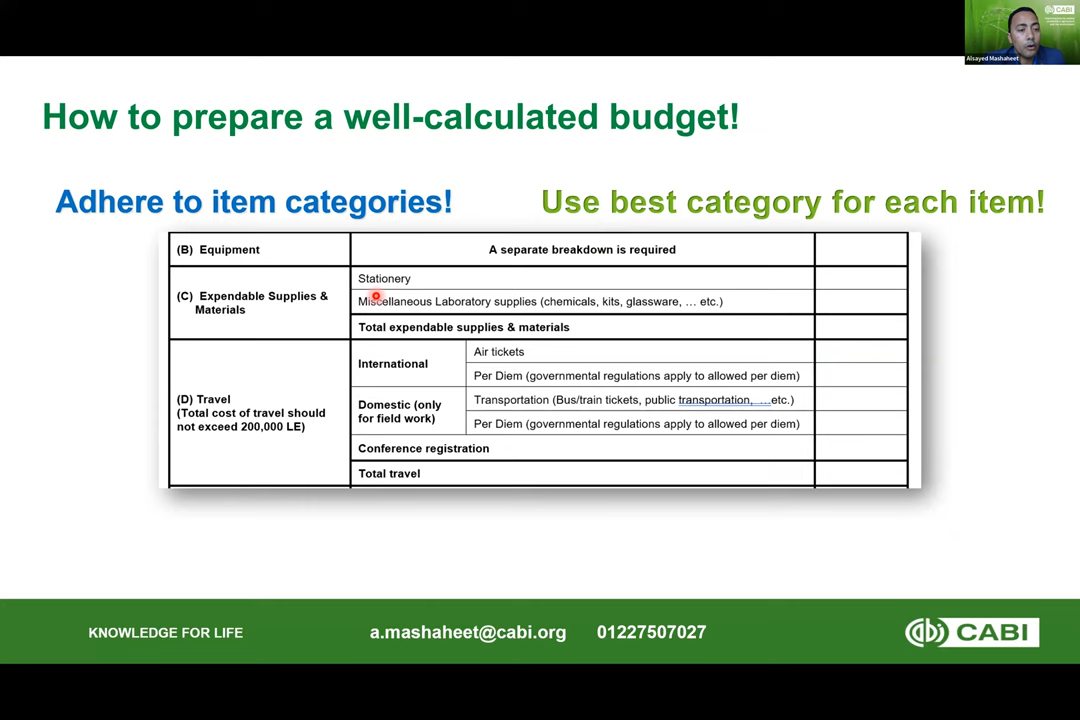 CABI
Alsayed Mashaheet
How to prepare a well-calculated budget!
Adhere to item categories!
Use best category for each item!
(B) Equipment
A separate breakdown is required
(C) Expendable Supplies &
Materials
Stationery
Miscellaneous Laboratory supplies (chemicals, kits, glassware, … etc.)
Total expendable supplies & materials
(D) Travel
(Total cost of travel should
not exceed 200,000 LE)
International
Air tickets
Per Diem (governmental regulations apply to allowed per diem)
Domestic (only
for field work)
Transportation (Bus/train tickets, public transportation, …etc.)
Per Diem (governmental regulations apply to allowed per diem)
Conference registration
Total travel
KNOWLEDGE FOR LIFE
a.mashaheet@cabi.org
01227507027
CABI